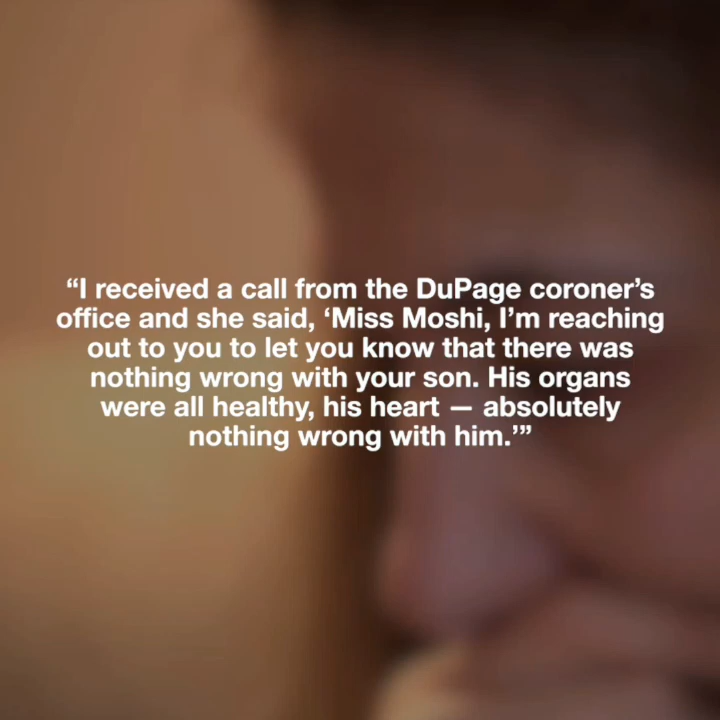 “I received a call from the DuPage coroner’s
office and she said, ‘Miss Moshi, I’m reaching
out to you to let you know that there was
nothing wrong with your son. His organs
were all healthy, his heart — absolutely
nothing wrong with him.’”